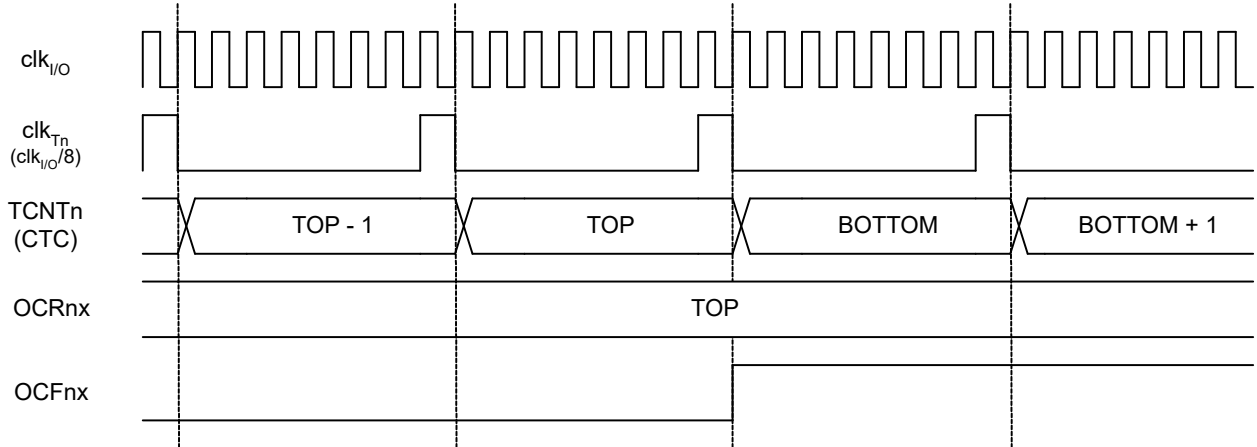 clkI/O
clkTn
(clkI/O/8)
TCNTn
(CTC)
TOP - 1
TOP
BOTTOM
BOTTOM + 1
OCRnx
TOP
OCFnx